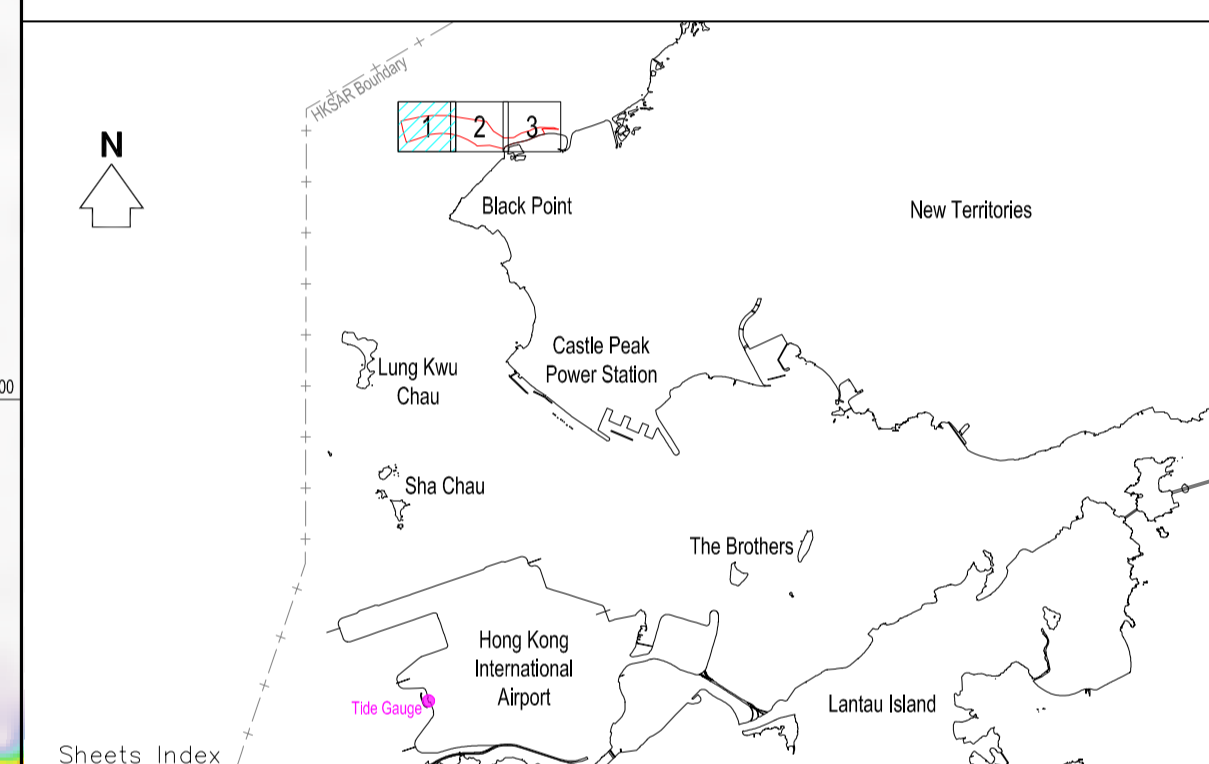 HKSAR Boundary
N
1 2 3
Black Point
New Territories
Castle Peak
Power Station
Lung Kwu
Chau
00
Sha Chau
The Brothers
Hong Kong
International
Airport
Tide Gauge
Lantau Island
Sheets Index